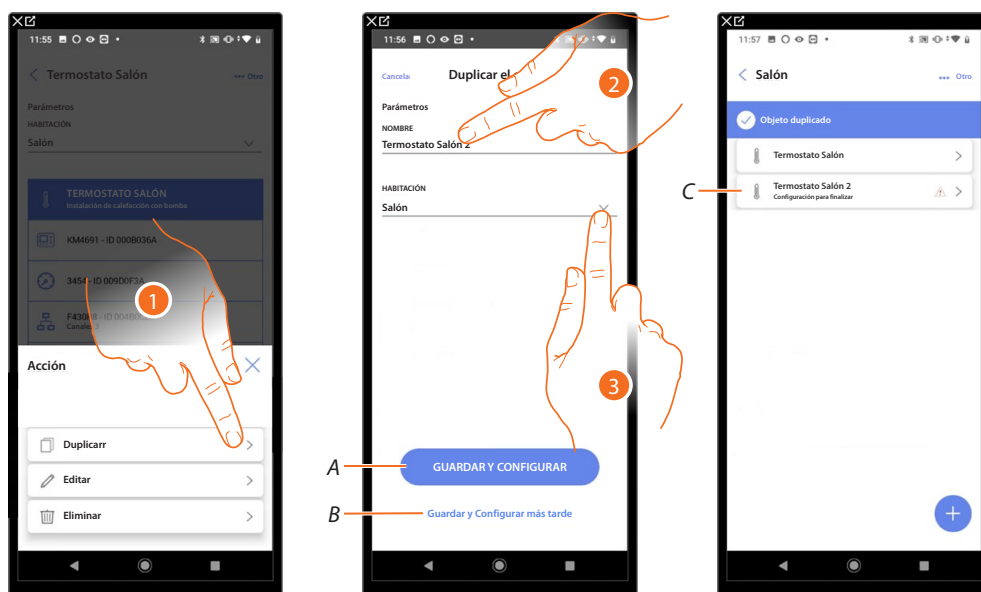 11:55
Termostato Salón
••• Otro
Parámetros
HABITACIÓN
Salón
TERMOSTATO SALÓN
Instalación de calefacción con bomba
KM4691 - ID 000B036A
3454 - ID 009D0F3A
Canales 3
1
Acción
Duplicarr
Editar
Eliminar
11:56
Cancela
Duplicar el
2
Parámetros
NOMBRE
Termostato Salón 2
HABITACIÓN
Salón
3
A
GUARDAR Y CONFIGURAR
B
Guardar y Configurar más tarde
11:57
Salón
••• Otro
Objeto duplicado
Termostato Salón
C
Termostato Salón 2
Configuración para finalizar